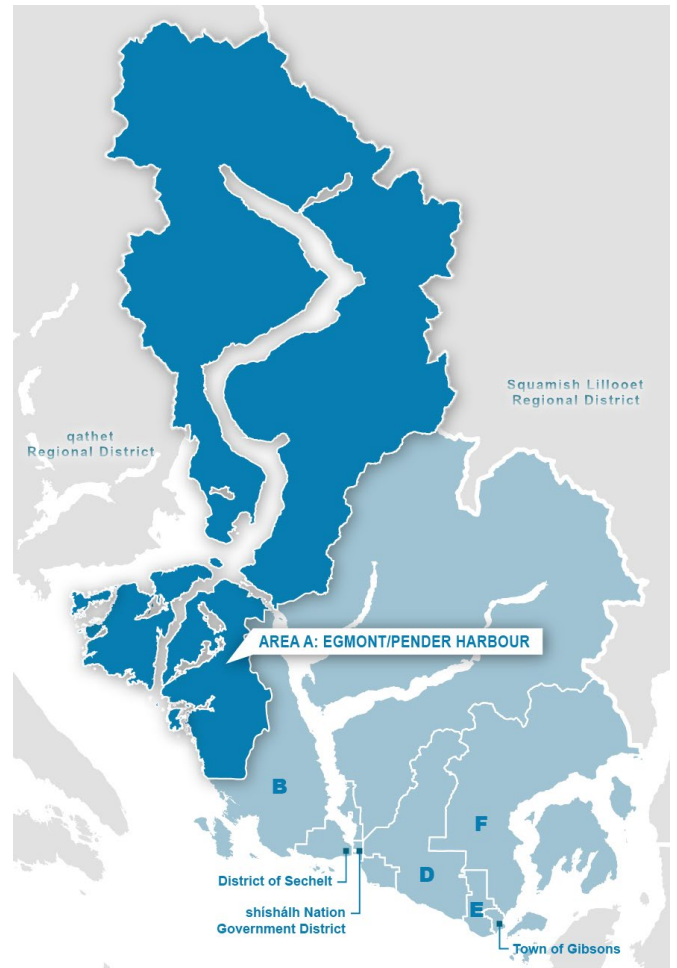 Squamish Lillooet
Regional District
qathet
Regional District
AREA A: EGMONT/PENDER HARBOUR
B
F
D
District of Sechelt
E
shíshálh Nation
Government District
Town of Gibsons